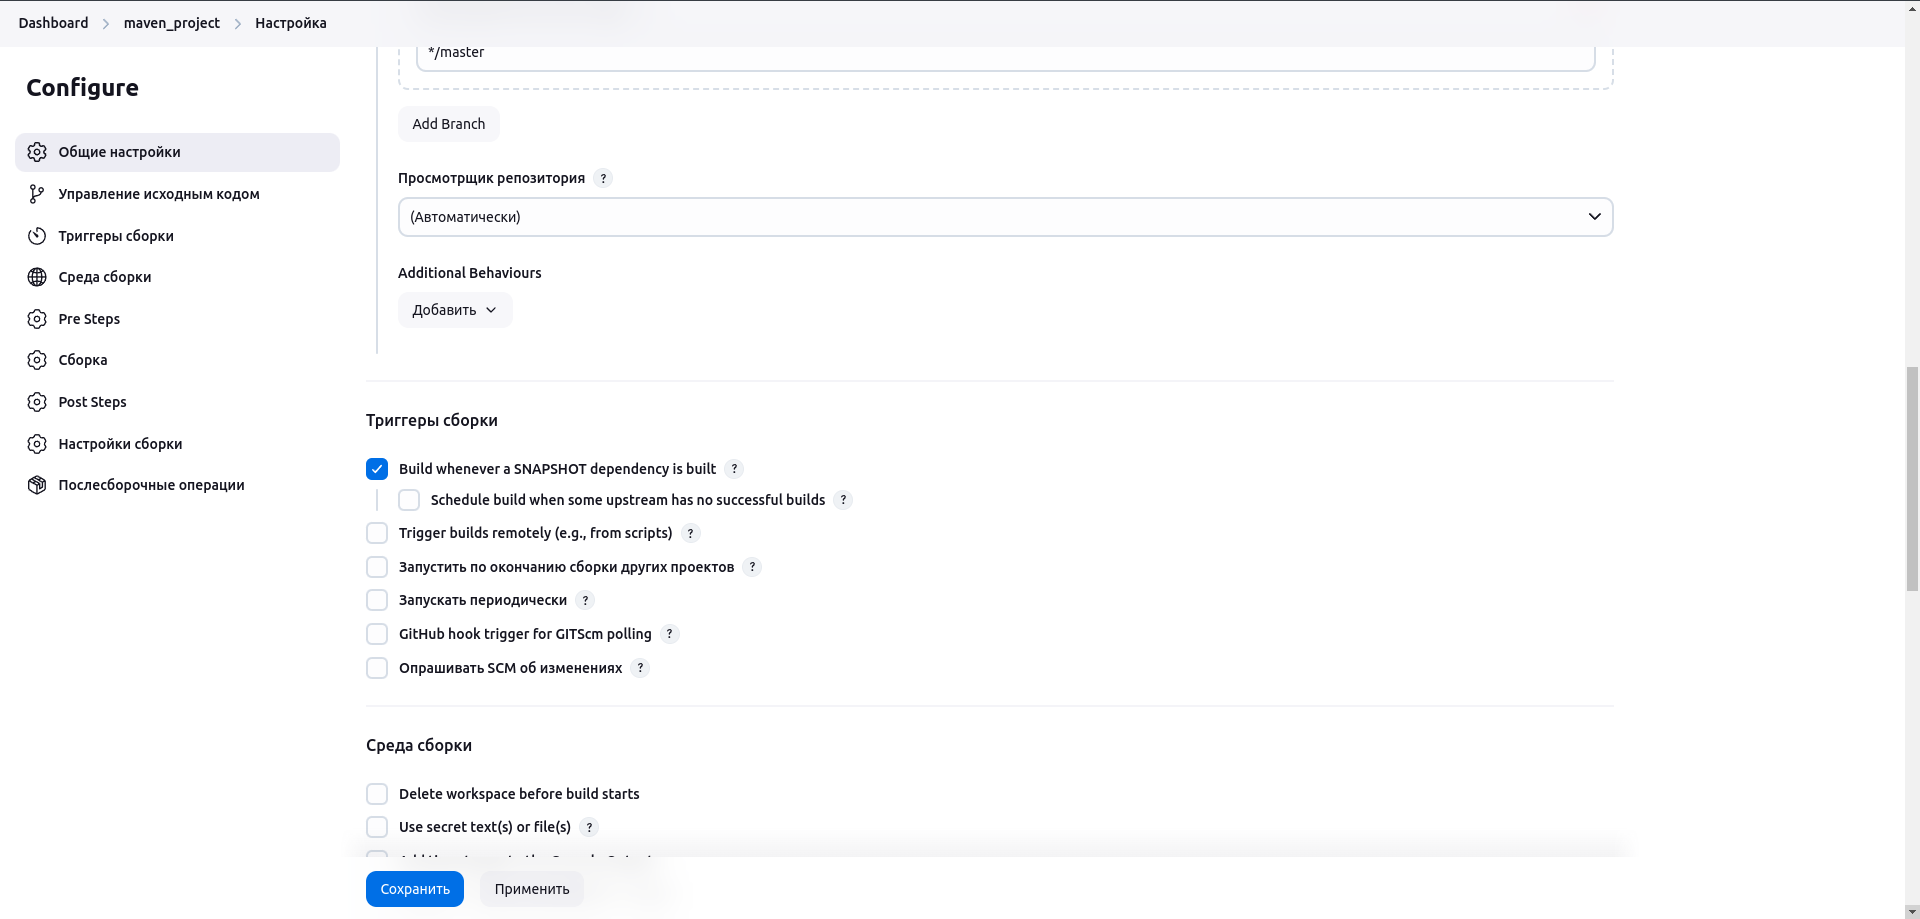 Dashboard > maven_project > Настройка
Configure
Общие настройки
Управление исходным кодом
Триггеры сборки
Среда сборки
Pre Steps
Сборка
Post Steps
Настройки сборки
Послесборочные операции
*/master
Add Branch
Просмотрщик репозитория ?
(Автоматически)
Additional Behaviours
Добавить
Триггеры сборки
Build whenever a SNAPSHOT dependency is built ?
Schedule build when some upstream has no successful builds ?
Trigger builds remotely (e.g., from scripts) ?
Запустить по окончанию сборки других проектов ?
Запускать периодически ?
GitHub hook trigger for GITScm polling ?
Опрашивать SCM об изменениях ?
Среда сборки
Delete workspace before build starts
Use secret text(s) or file(s) ?
Сохранить
Применить